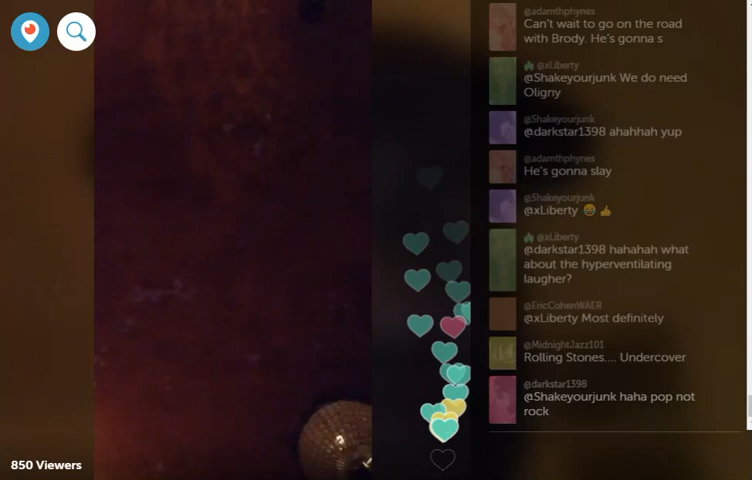 @adamthphynes
Can't wait to go on the road
with Brody. He's gonna s
@xLiberty
@Shakeyourjunk We do need
Oligny
@Shakeyourjunk
@darkstar1398 ahahhah yup
@adamthphynes
He's gonna slay
@Shakeyourjunk
@xLiberty 😂 👍
@xLiberty
@darkstar1398 hahahah what
about the hyperventilating
laugher?
@EricCohenWAER
@xLiberty Most definitely
@MidnightJazz101
Rolling Stones.... Undercover
@darkstar1398
@Shakeyourjunk haha pop not
rock
850 Viewers